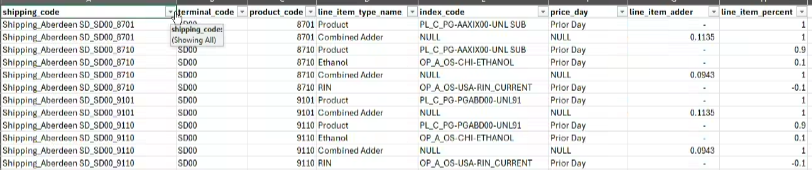 shipping_code terminal_code product_code line_item_type_name index_code price_day line_item_adder line_item_percent
Shipping_Aberdeen SD_SD00_8701 SD00 8701 Product PL_C_PG-AAXIX00-UNL SUB Prior Day - 1
Shipping_Aberdeen SD_SD00_8701 8701 Combined Adder NULL NULL 0.1135 1
Shipping_Aberdeen SD_SD00_8710 SD00 8710 Product PL_C_PG-AAXIX00-UNL SUB Prior Day - 0.9
Shipping_Aberdeen SD_SD00_8710 SD00 8710 Ethanol OP_A_OS-CHI-ETHANOL Prior Day - 0.1
Shipping_Aberdeen SD_SD00_8710 SD00 8710 Combined Adder NULL NULL 0.0943 1
Shipping_Aberdeen SD_SD00_8710 SD00 8710 RIN OP_A_OS-USA-RIN_CURRENT Prior Day - -0.1
Shipping_Aberdeen SD_SD00_9101 SD00 9101 Product PL_C_PG-PGABD00-UNL91 Prior Day - 1
Shipping_Aberdeen SD_SD00_9101 SD00 9101 Combined Adder NULL NULL 0.1135 1
Shipping_Aberdeen SD_SD00_9110 SD00 9110 Product PL_C_PG-PGABD00-UNL91 Prior Day - 0.9
Shipping_Aberdeen SD_SD00_9110 SD00 9110 Ethanol OP_A_OS-CHI-ETHANOL Prior Day - 0.1
Shipping_Aberdeen SD_SD00_9110 SD00 9110 Combined Adder NULL NULL 0.0943 1
Shipping_Aberdeen SD_SD00_9110 SD00 9110 RIN OP_A_OS-USA-RIN_CURRENT Prior Day - -0.1
shipping_code:
(Showing All)